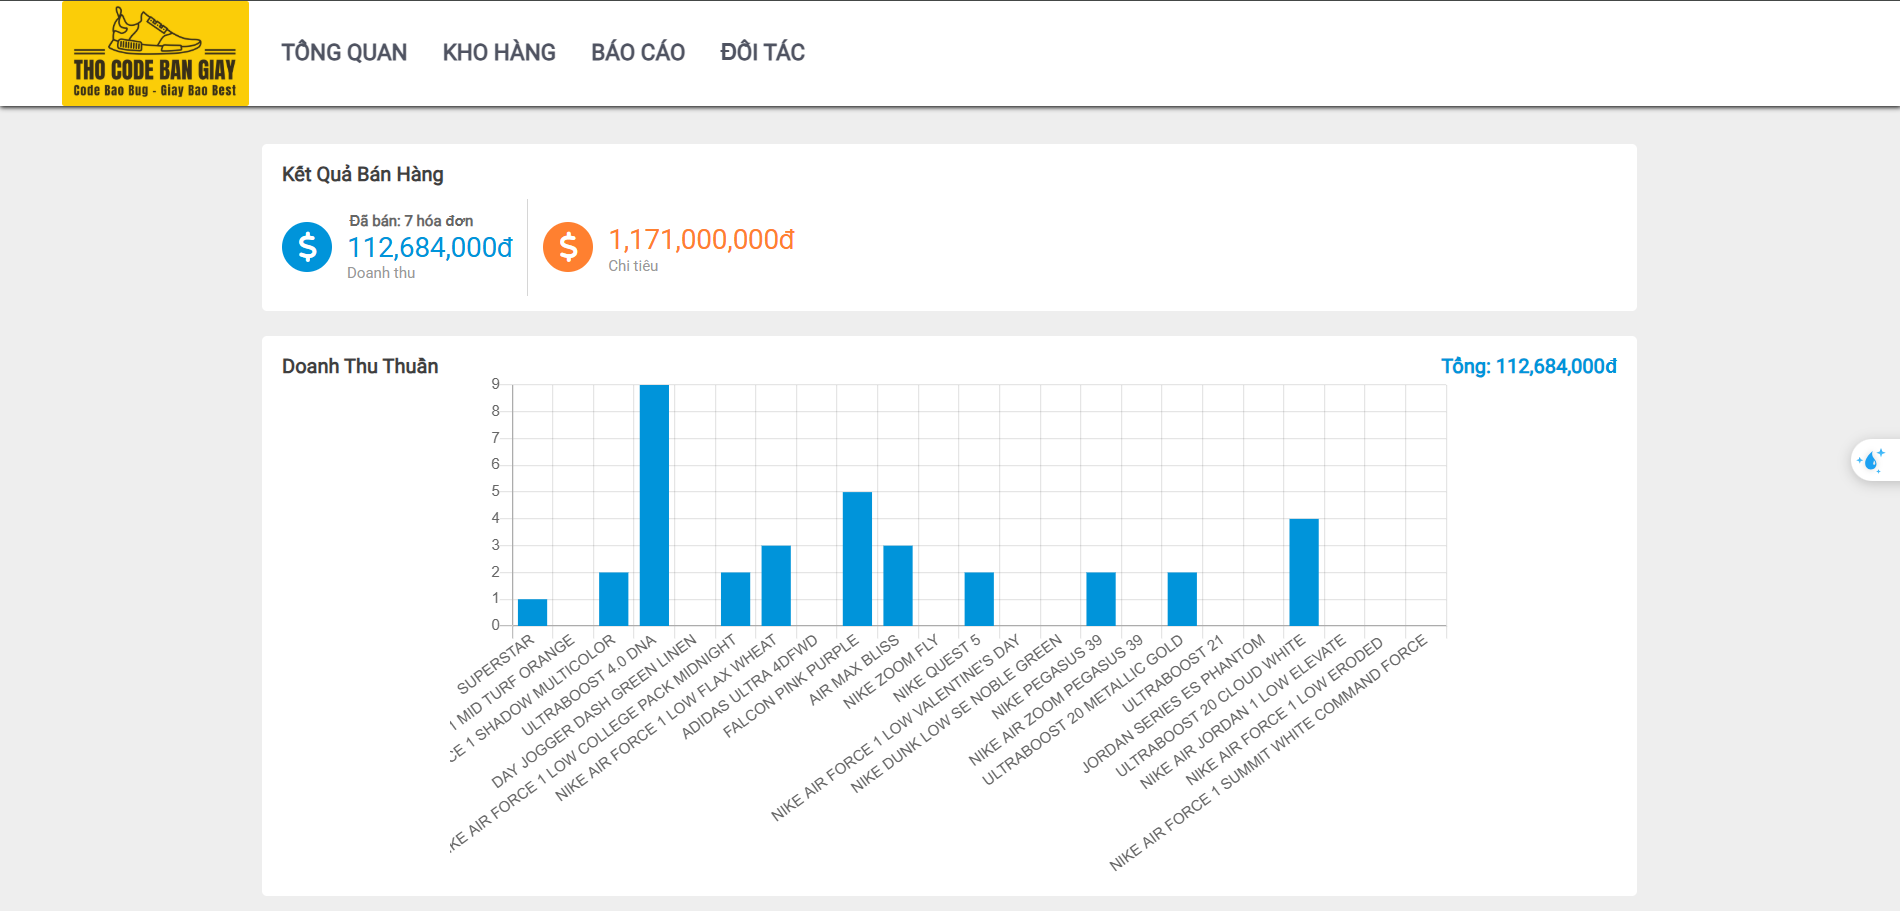 THO CODE BAN GIAY
Code Bao Bug - Giay Bao Best
TỔNG QUAN
KHO HÀNG
BÁO CÁO
ĐỐI TÁC
Kết Quả Bán Hàng
Đã bán: 7 hóa đơn
112,684,000đ
Doanh thu
1,171,000,000đ
Chi tiêu
Doanh Thu Thuần
Tổng: 112,684,000đ
9
8
7
6
5
4
3
2
1
0
SUPERSTAR
1 MID TURF ORANGE
CE 1 SHADOW MULTICOLOR
ULTRABOOST 4.0 DNA
DAY JOGGER DASH GREEN LINEN
KE AIR FORCE 1 LOW COLLEGE PACK MIDNIGHT
NIKE AIR FORCE 1 LOW FLAX WHEAT
ADIDAS ULTRA 4DFWD
FALCON PINK PURPLE
AIR MAX BLISS
NIKE ZOOM FLY
NIKE QUEST 5
NIKE AIR FORCE 1 LOW VALENTINE'S DAY
NIKE DUNK LOW SE NOBLE GREEN
NIKE PEGASUS 39
NIKE AIR ZOOM PEGASUS 39
ULTRABOOST 20 METALLIC GOLD
ULTRABOOST 21
JORDAN SERIES ES PHANTOM
ULTRABOOST 20 CLOUD WHITE
NIKE AIR JORDAN 1 LOW ELEVATE
NIKE AIR FORCE 1 LOW ERODED
NIKE AIR FORCE 1 SUMMIT WHITE COMMAND FORCE